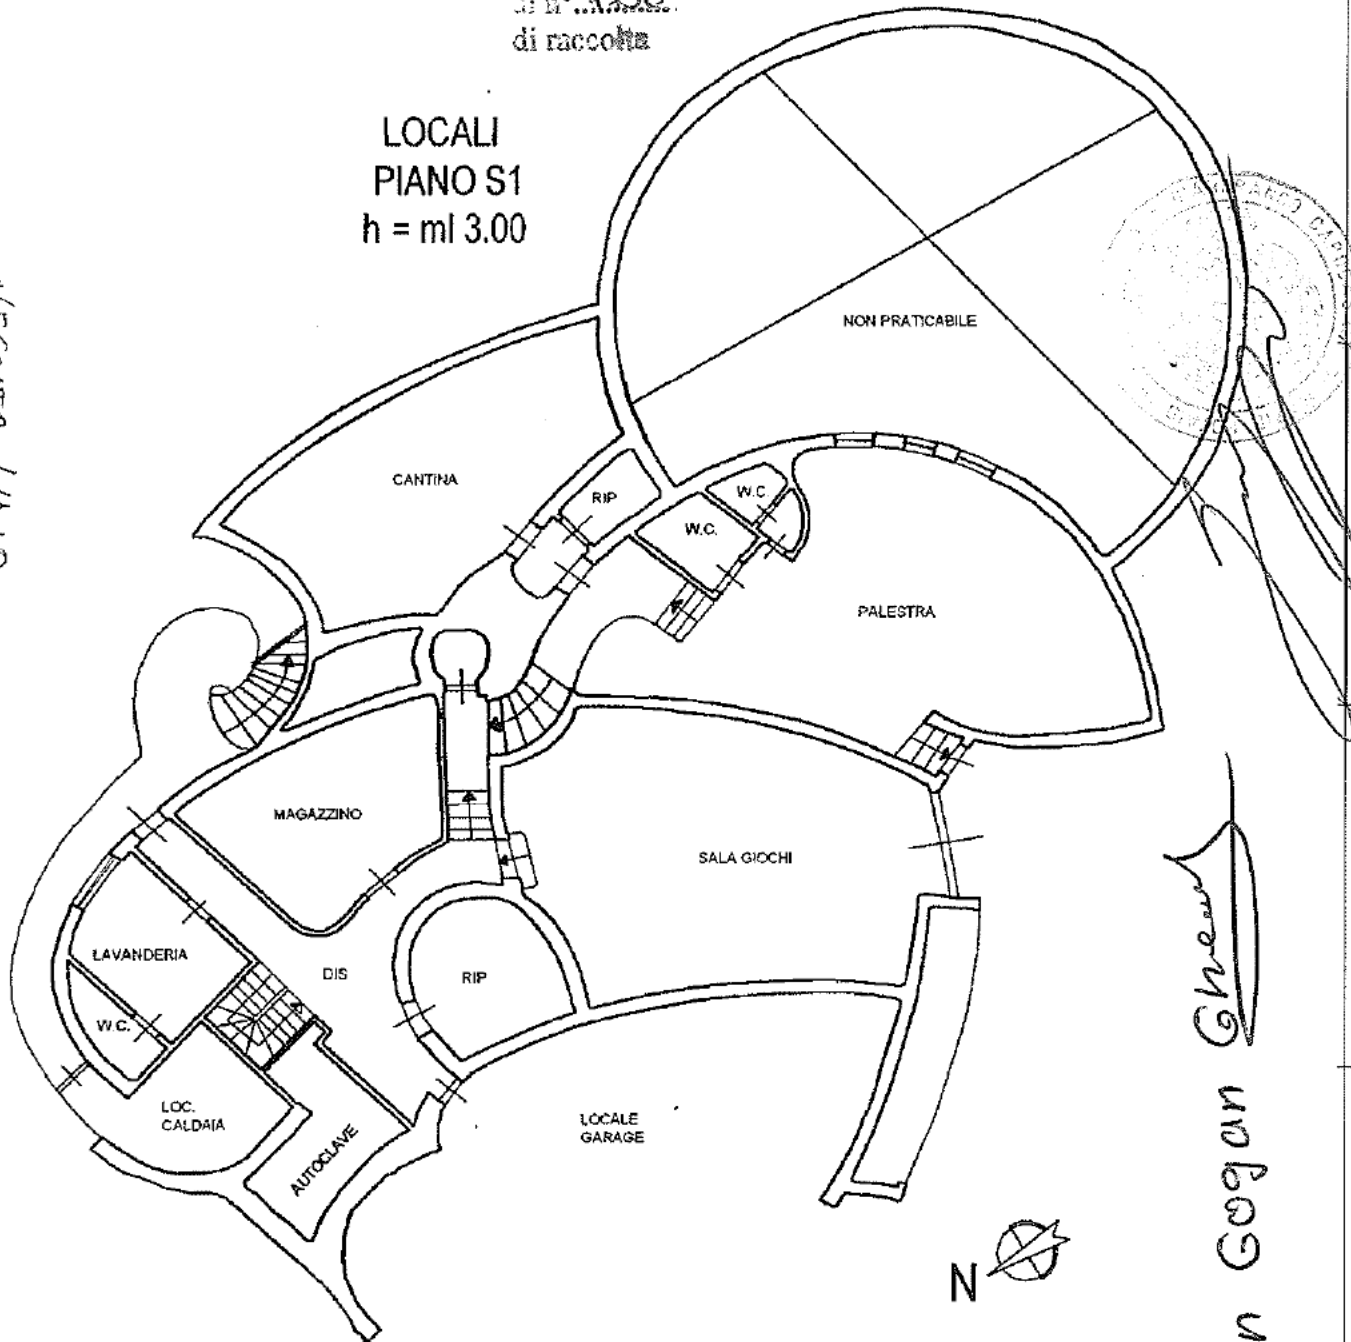 di raccolta
LOCALI
PIANO S1
h = ml 3.00
NON PRATICABILE
CANTINA
RIP
W.C.
W.C.
PALESTRA
MAGAZZINO
SALA GIOCHI
LAVANDERIA
DIS
RIP
W.C.
LOC.
CALDAIA
AUTOCLAVE
LOCALE
GARAGE
N
Gogan